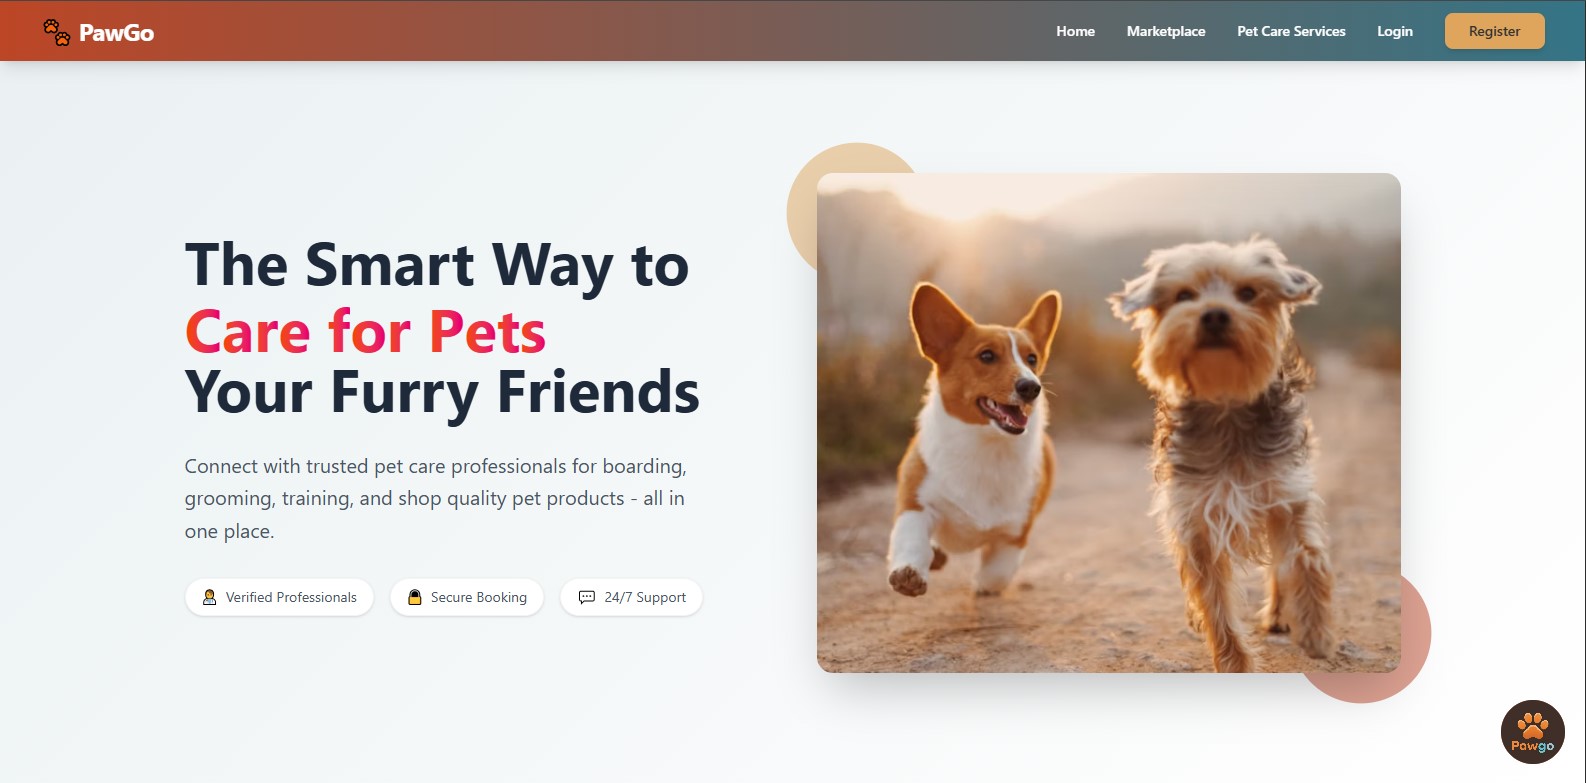 PawGo
Home
Marketplace
Pet Care Services
Login
Register
The Smart Way to
Care for Pets
Your Furry Friends
Connect with trusted pet care professionals for boarding,
grooming, training, and shop quality pet products - all in
one place.
Verified Professionals
Secure Booking
24/7 Support
Pawgo